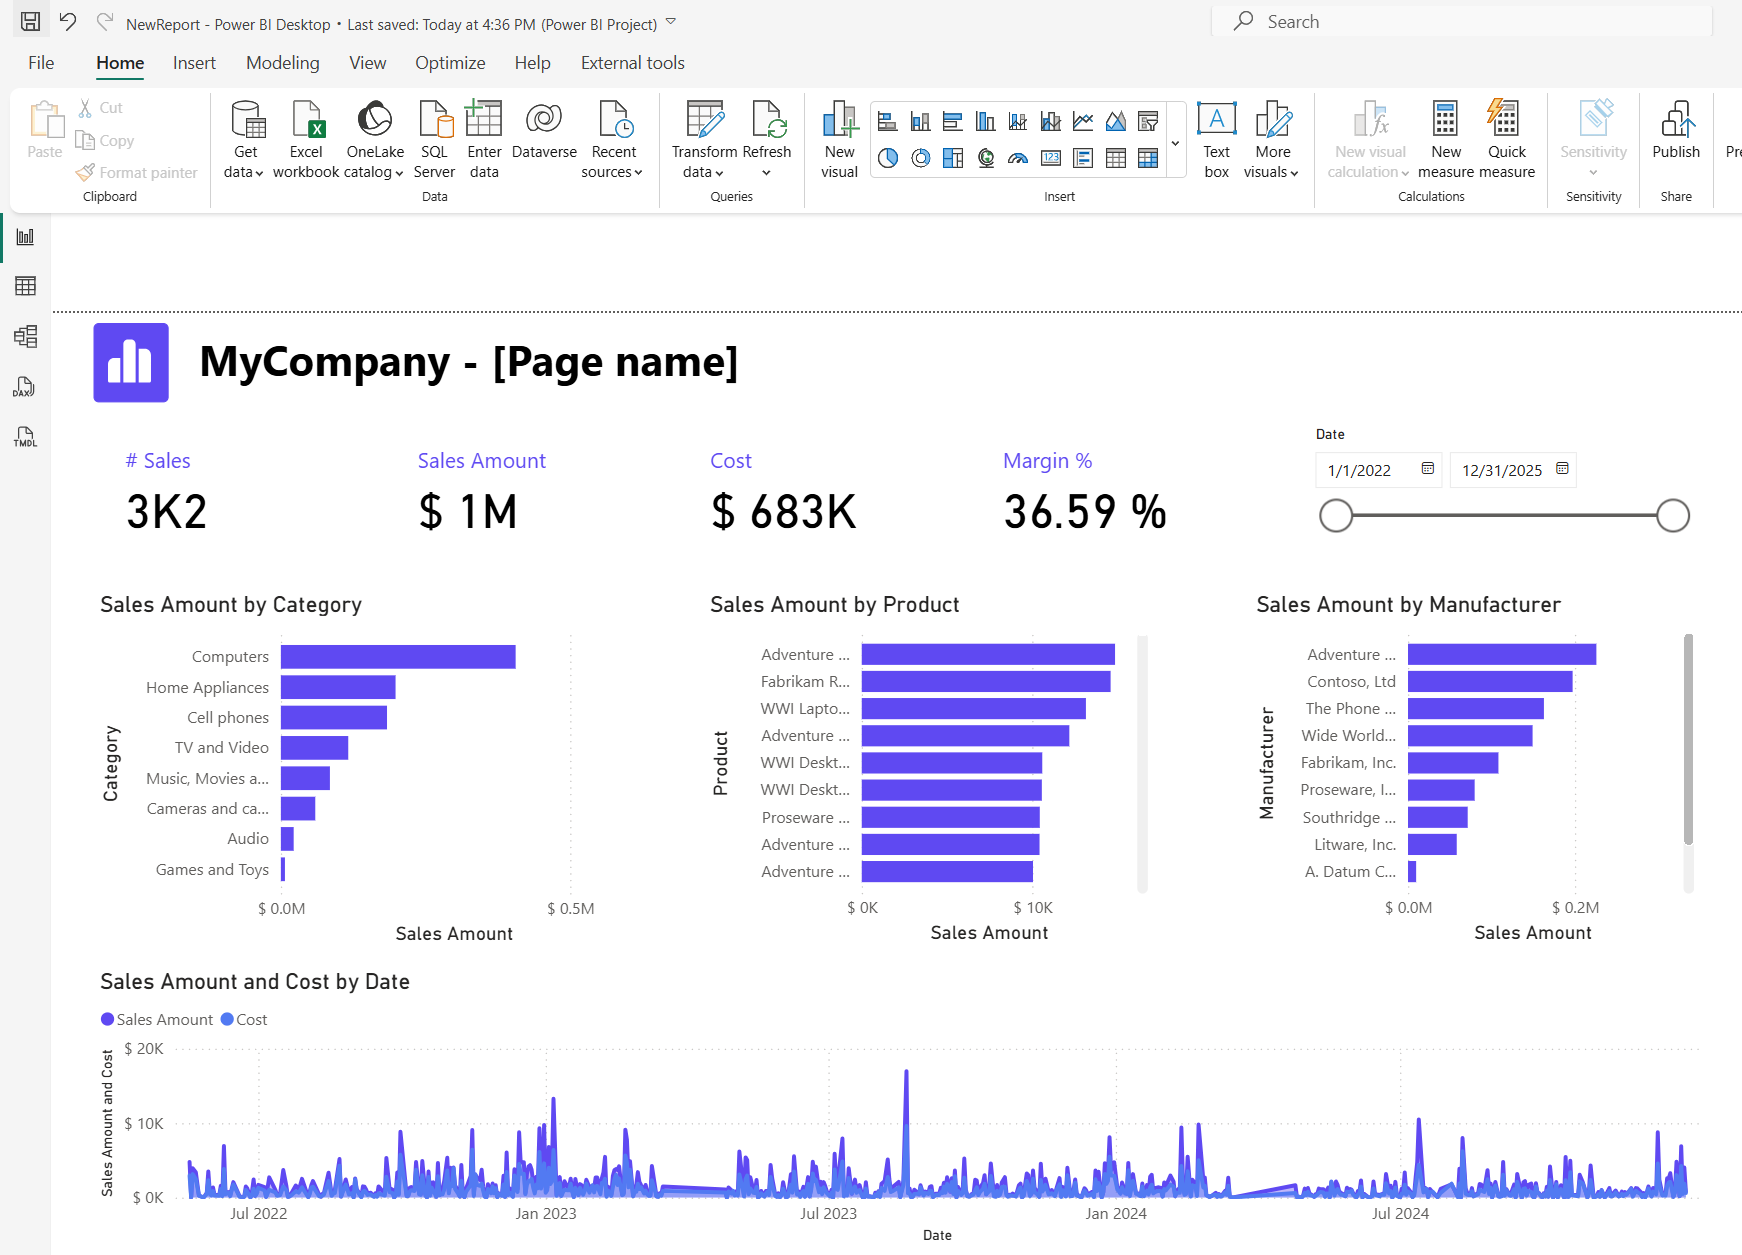 NewReport - Power BI Desktop • Last saved: Today at 4:36 PM (Power BI Project)
Search
File Home Insert Modeling View Optimize Help External tools
Paste
Cut
Copy
Format painter
Clipboard
Get data
Excel workbook
OneLake catalog
SQL Server
Enter data
Dataverse
Recent sources
Data
Transform data
Refresh
Queries
New visual
123
A
Text box
More visuals
Insert
New visual calculation
New measure
Quick measure
Calculations
Sensitivity
Sensitivity
Publish
Share
Pre
DAX
TMDL
MyCompany - [Page name]
# Sales
3K2
Sales Amount
$ 1M
Cost
$ 683K
Margin %
36.59 %
Date
1/1/2022 12/31/2025
Sales Amount by Category
Category
Computers
Home Appliances
Cell phones
TV and Video
Music, Movies a...
Cameras and ca...
Audio
Games and Toys
$ 0.0M $ 0.5M
Sales Amount
Sales Amount by Product
Product
Adventure ...
Fabrikam R...
WWI Lapto...
Adventure ...
WWI Deskt...
WWI Deskt...
Proseware ...
Adventure ...
Adventure ...
$ 0K $ 10K
Sales Amount
Sales Amount by Manufacturer
Manufacturer
Adventure ...
Contoso, Ltd
The Phone ...
Wide World...
Fabrikam, Inc.
Proseware, I...
Southridge ...
Litware, Inc.
A. Datum C...
$ 0.0M $ 0.2M
Sales Amount
Sales Amount and Cost by Date
Sales Amount Cost
Sales Amount and Cost
$ 20K
$ 10K
$ 0K
Jul 2022 Jan 2023 Jul 2023 Jan 2024 Jul 2024
Date